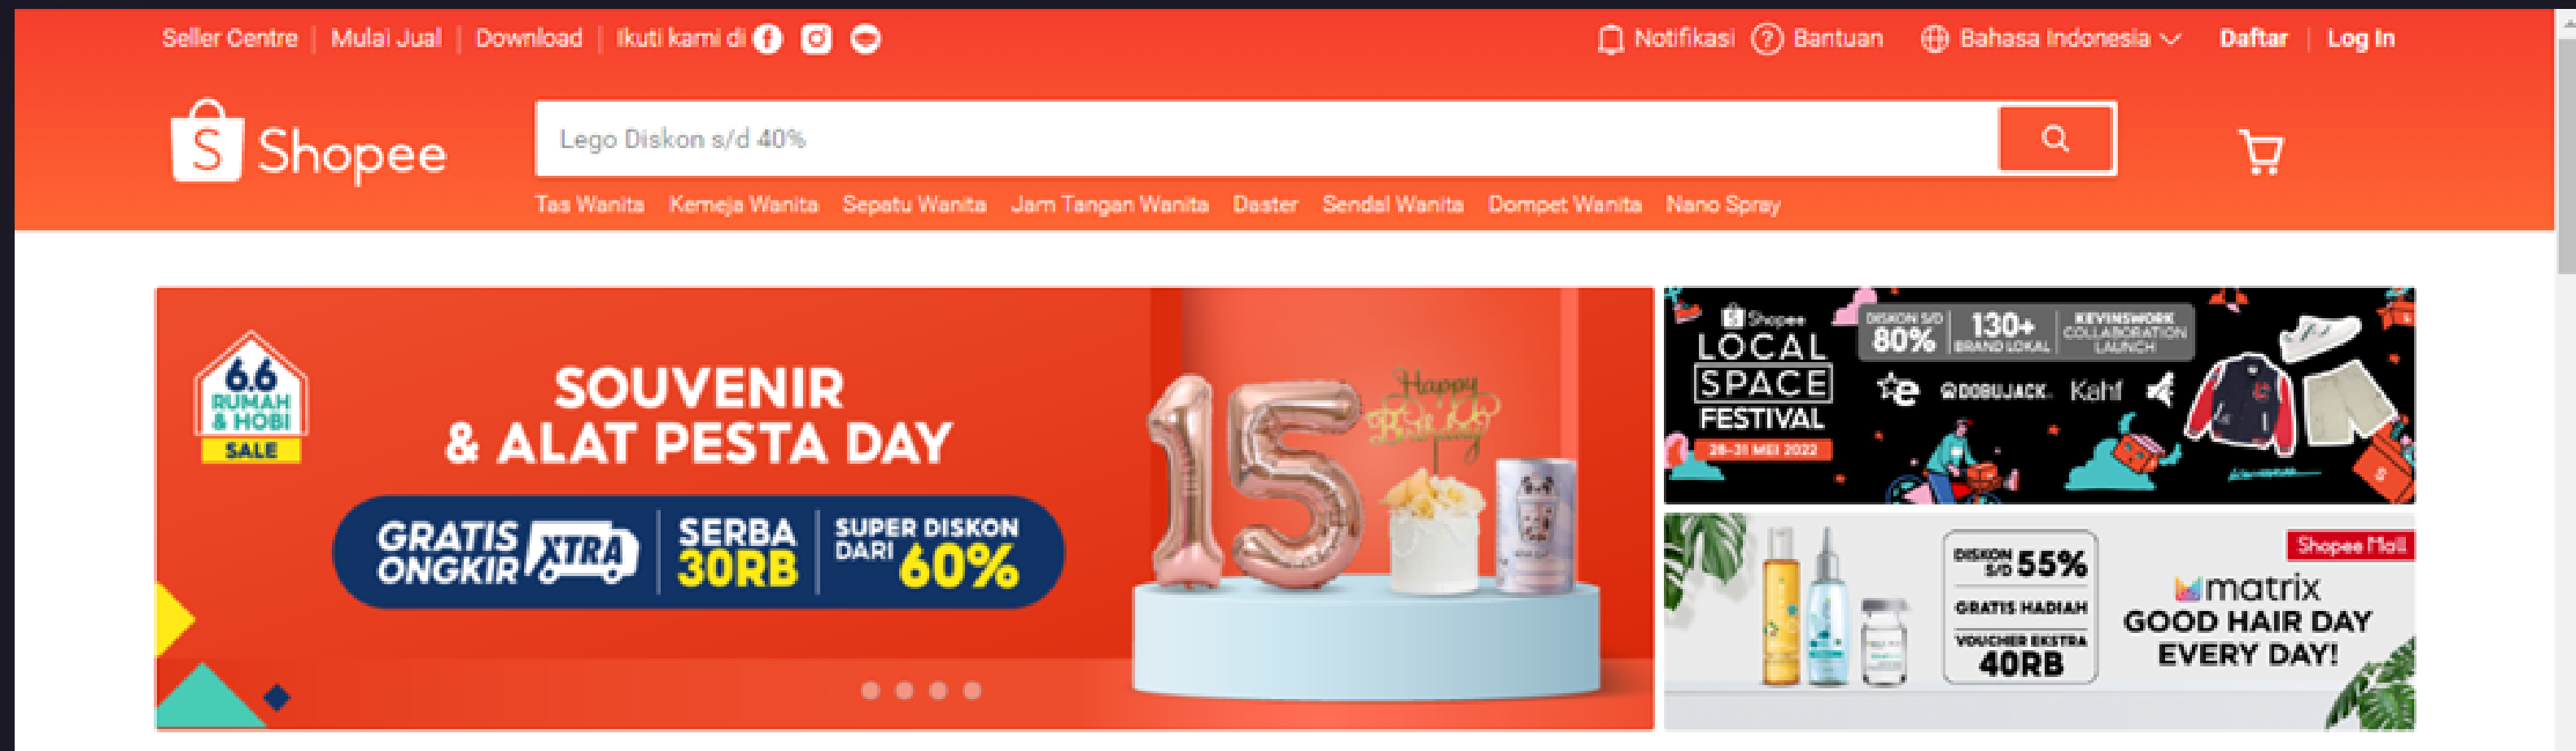 Seller Centre | Mulai Jual | Download | Ikuti kami di
Notifikasi Bantuan Bahasa Indonesia Daftar | Log In
Shopee
Lego Diskon s/d 40%
Tas Wanita Kemeja Wanita Sepatu Wanita Jam Tangan Wanita Daster Sendal Wanita Dompet Wanita Nano Spray
6.6
RUMAH
& HOBI
SALE
SOUVENIR
& ALAT PESTA DAY
GRATIS
ONGKIR
XTRA
SERBA
30RB
SUPER DISKON
DARI 60%
15
Happy
Birthday
Shopee
LOCAL
SPACE
FESTIVAL
28-31 MEI 2022
DISKON S/D
80%
130+
BRAND LOKAL
KEVINSWORK
COLLABORATION
LAUNCH
DOBUJACK
Kahf
DISKON
S/D 55%
GRATIS HADIAH
VOUCHER EKSTRA
40RB
Shopee Mall
matrix
GOOD HAIR DAY
EVERY DAY!